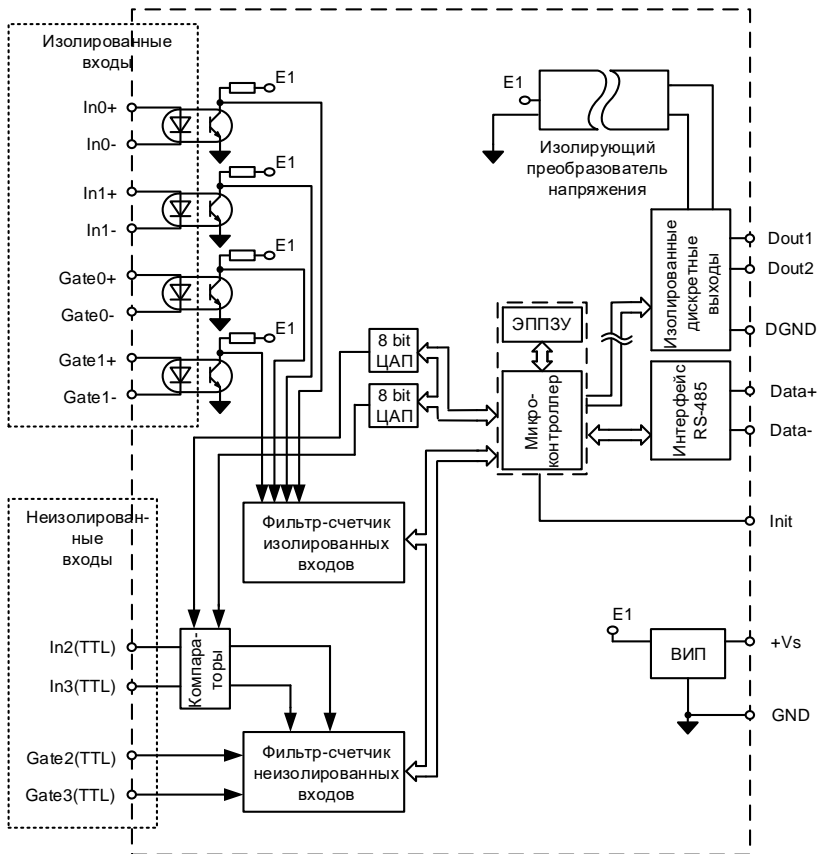 Изолированные
входы
In0+
In0-
In1+
In1-
Gate0+
Gate0-
Gate1+
Gate1-
E1
E1
E1
E1
E1
Изолирующий
преобразователь
напряжения
Изолированные
дискретные
выходы
Dout1
Dout2
DGND
8 bit
ЦАП
8 bit
ЦАП
ЭППЗУ
Микро-
контроллер
Интерфейс
RS-485
Data+
Data-
Init
Неизолирован-
ные
входы
Фильтр-счетчик
изолированных
входов
In2(TTL)
In3(TTL)
Компара-
торы
Gate2(TTL)
Gate3(TTL)
Фильтр-счетчик
неизолированных
входов
E1
ВИП
+Vs
GND